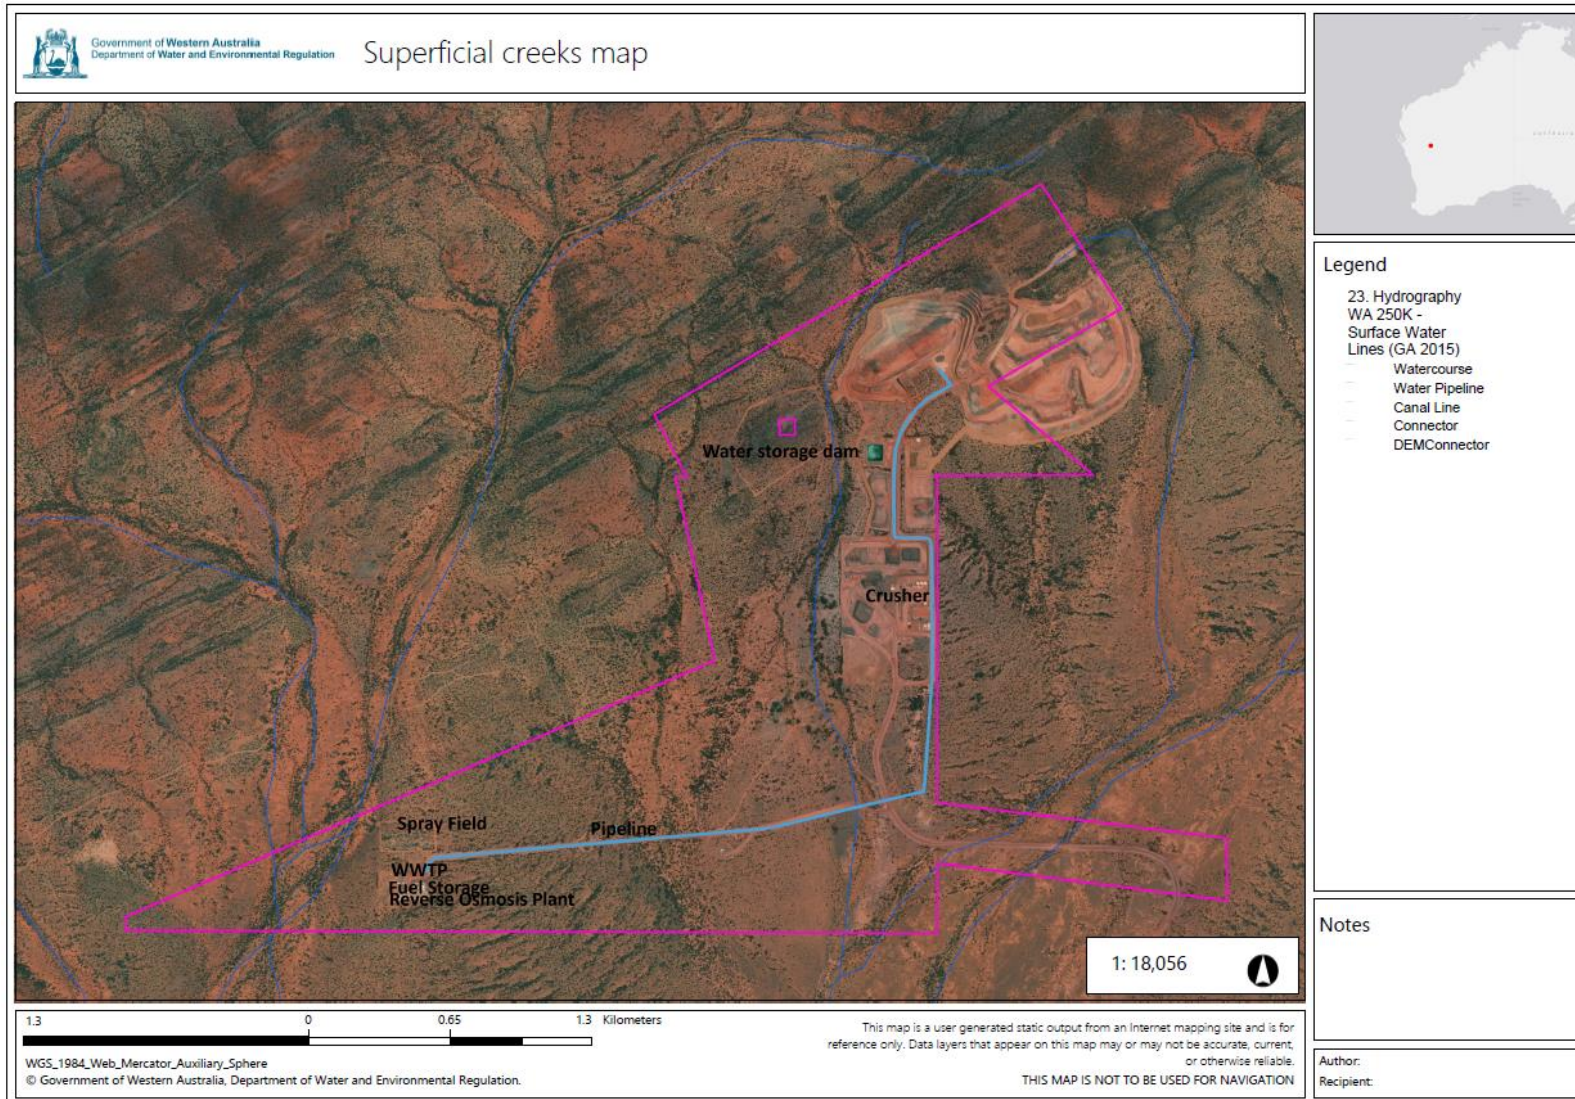 Government of Western Australia
Department of Water and Environmental Regulation
Superficial creeks map
Water storage dam
Crusher
Spray Field
Pipeline
WWTP
Fuel Storage
Reverse Osmosis Plant
1: 18,056
Legend
23. Hydrography
WA 250K -
Surface Water
Lines (GA 2015)
Watercourse
Water Pipeline
Canal Line
Connector
DEMConnector
Notes
1.3 0 0.65 1.3 Kilometers
WGS_1984_Web_Mercator_Auxiliary_Sphere
© Government of Western Australia, Department of Water and Environmental Regulation.
This map is a user generated static output from an Internet mapping site and is for
reference only. Data layers that appear on this map may or may not be accurate, current,
or otherwise reliable.
THIS MAP IS NOT TO BE USED FOR NAVIGATION
Author:
Recipient: